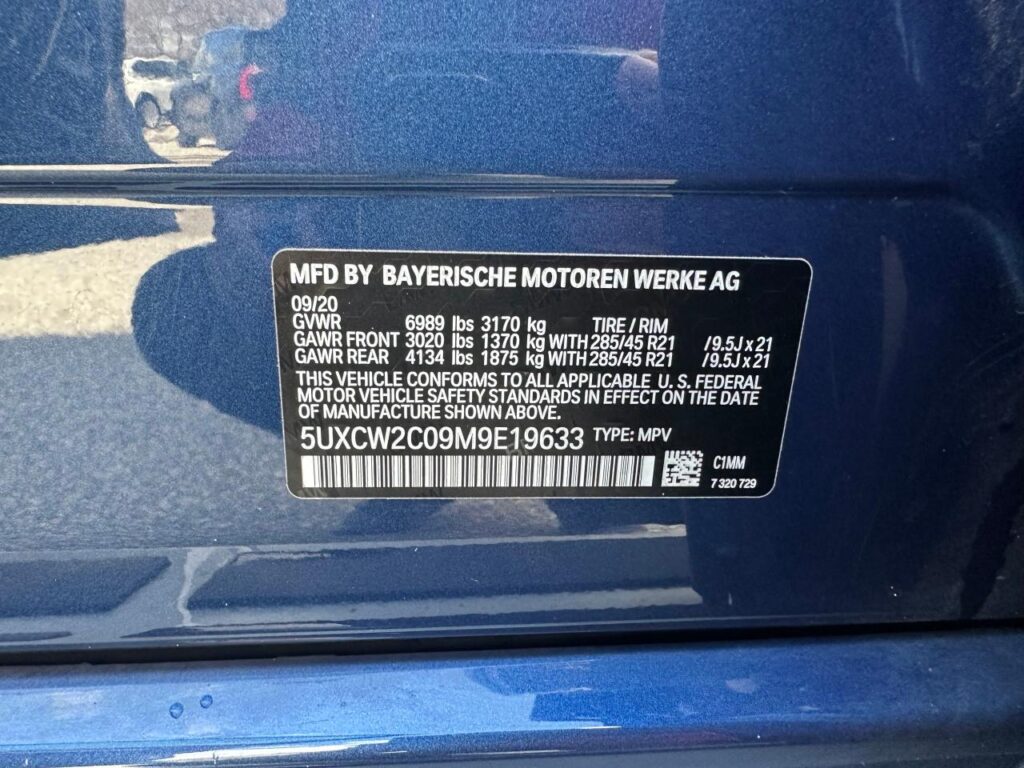 MFD BY BAYERISCHE MOTOREN WERKE AG
09/20
GVWR 6989 lbs 3170 kg TIRE / RIM
GAWR FRONT 3020 lbs 1370 kg WITH 285/45 R21 /9.5J x 21
GAWR REAR 4134 lbs 1875 kg WITH 285/45 R21 /9.5J x 21
THIS VEHICLE CONFORMS TO ALL APPLICABLE U. S. FEDERAL
MOTOR VEHICLE SAFETY STANDARDS IN EFFECT ON THE DATE
OF MANUFACTURE SHOWN ABOVE.
5UXCW2C09M9E19633 TYPE: MPV
C1MM
7 320 729